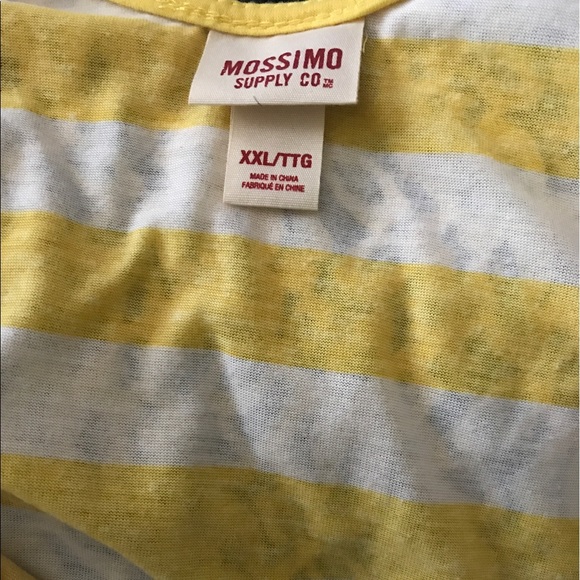 MOSSIMO
SUPPLY CO.™ MC
XXL/TTG
MADE IN CHINA
FABRIQUÉ EN CHINE